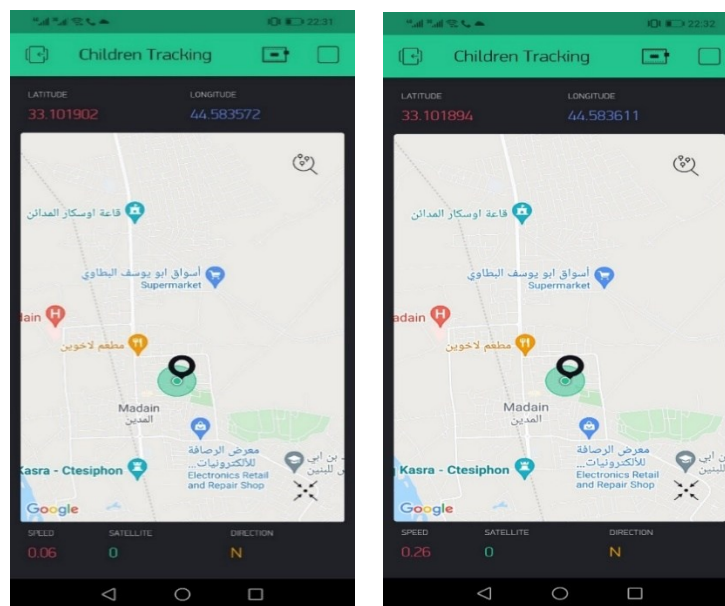 22:31
Children Tracking
LATITUDE
LONGITUDE
33.101902
44.583572
قاعة اوسكار المدائن
أسواق ابو يوسف البطاوي
Supermarket
مطعم لاخوين
Madain
المدين
معرض الرصافة
للألكترونيات...
Electronics Retail
and Repair Shop
Kasra - Ctesiphon
Google
SPEED
SATELLITE
DIRECTION
0.06
0
N
22:32
Children Tracking
LATITUDE
LONGITUDE
33.101894
44.583611
قاعة اوسكار المدائن
أسواق ابو يوسف البطاوي
Supermarket
adain
مطعم لاخوين
Madain
المدين
معرض الرصافة
للألكترونيات...
Electronics Retail
and Repair Shop
Kasra - Ctesiphon
Google
SPEED
SATELLITE
DIRECTION
0.26
0
N